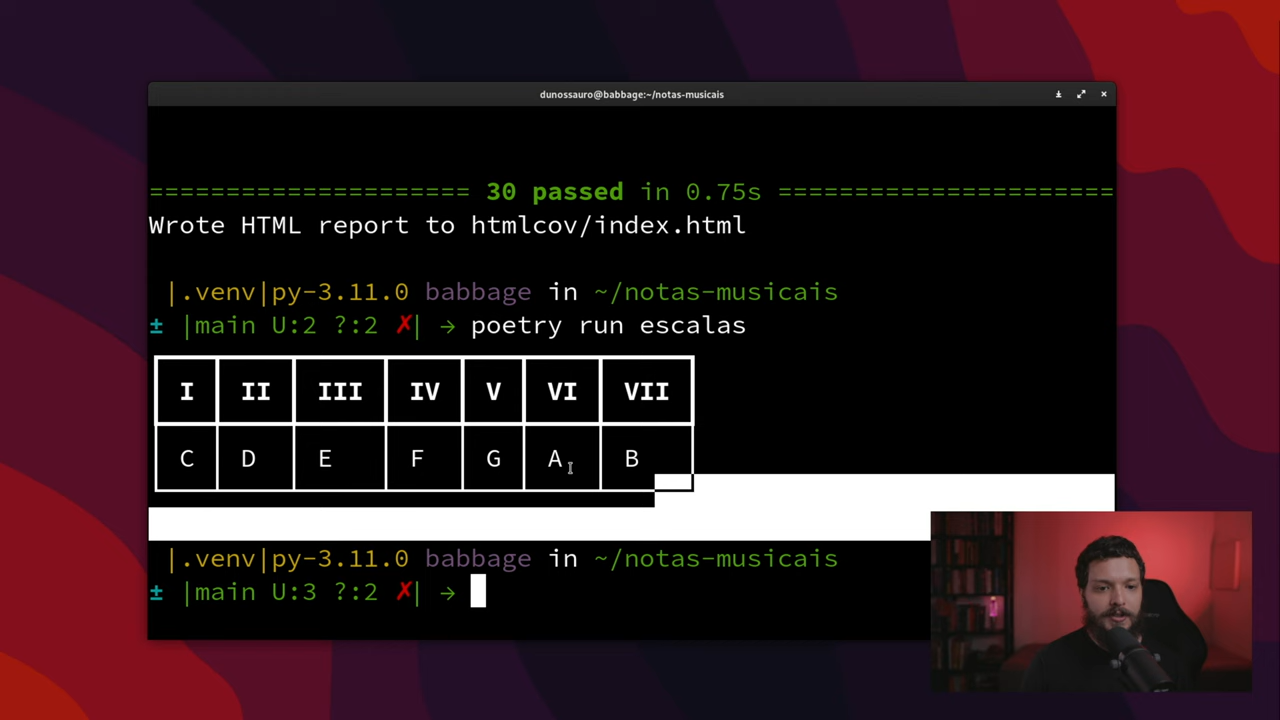 dunossauro@babbage:~/notas-musicais
===================== 30 passed in 0.75s ======================
Wrote HTML report to htmlcov/index.html
|.venv|py-3.11.0 babbage in ~/notas-musicais
± |main U:2 ?:2 ✗| → poetry run escalas
I II III IV V VI VII
C D E F G A B
|.venv|py-3.11.0 babbage in ~/notas-musicais
± |main U:3 ?:2 ✗| →